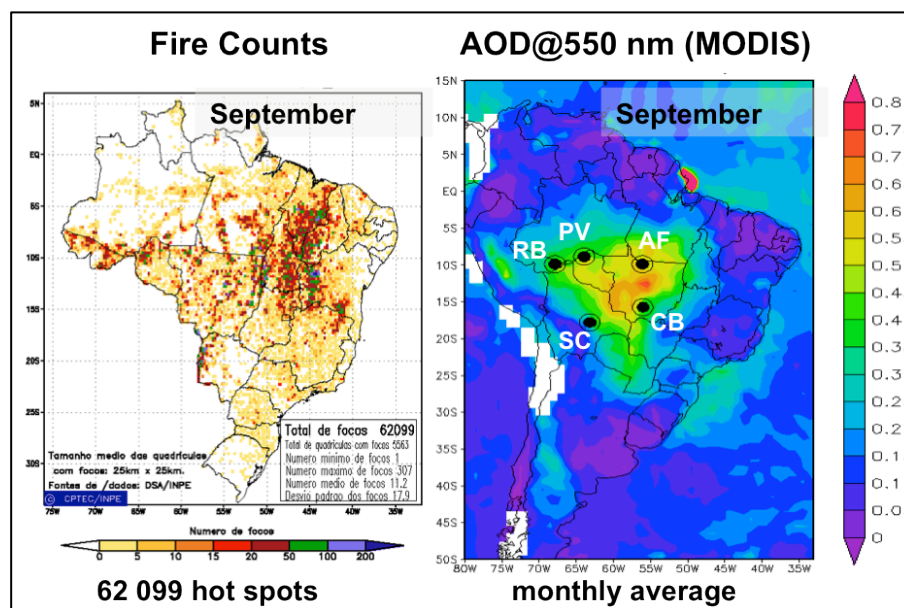 Fire Counts
September
5N
EQ
5S
10S
15S
20S
25S
30S
75W 70W 65W 60W 55W 50W 45W 40W 35W
Total de focos 62099
Total de quadrículas com focos 5563
Numero minimo de focos 1
Numero maximo de focos 307
Numero medio de focos 11.2
Desvio padrao dos focos 17.9
Tamanho medio das quadrículas
com focos: 25km x 25km.
Fontes de /dados: DSA/INPE
© CPTEC/INPE
Numero de focos
0 5 10 15 20 50 100 200
62 099 hot spots
AOD@550 nm (MODIS)
September
15N
10N
5N
EQ
5S
10S
15S
20S
25S
30S
35S
40S
45S
50S
80W 70W 65W 60W 55W 50W 45W 40W 35W
RB
PV
AF
SC
CB
0.8
0.7
0.7
0.6
0.6
0.5
0.5
0.4
0.4
0.3
0.3
0.2
0.2
0.1
0.1
0.0
0
monthly average